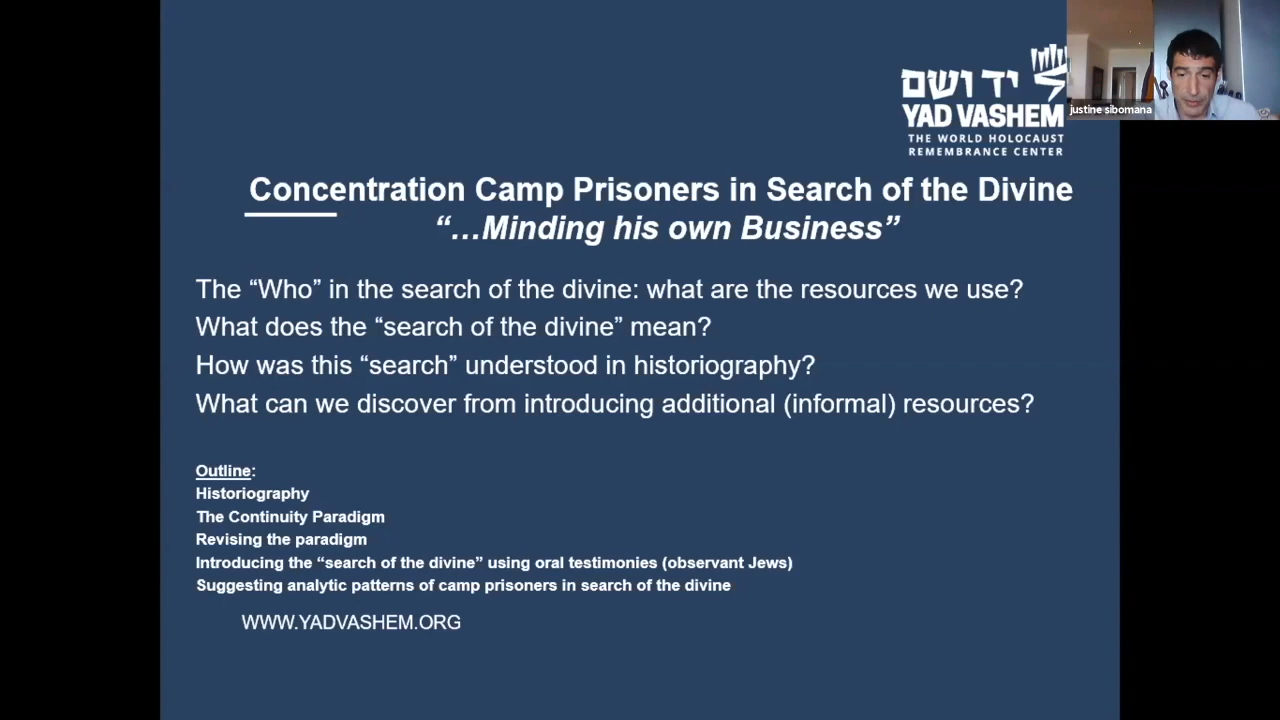 יד ושם
YAD VASHEM
THE WORLD HOLOCAUST
REMEMBRANCE CENTER
justine sibomana
Concentration Camp Prisoners in Search of the Divine
“…Minding his own Business”
The “Who” in the search of the divine: what are the resources we use?
What does the “search of the divine” mean?
How was this “search” understood in historiography?
What can we discover from introducing additional (informal) resources?
Outline:
Historiography
The Continuity Paradigm
Revising the paradigm
Introducing the “search of the divine” using oral testimonies (observant Jews)
Suggesting analytic patterns of camp prisoners in search of the divine
WWW.YADVASHEM.ORG